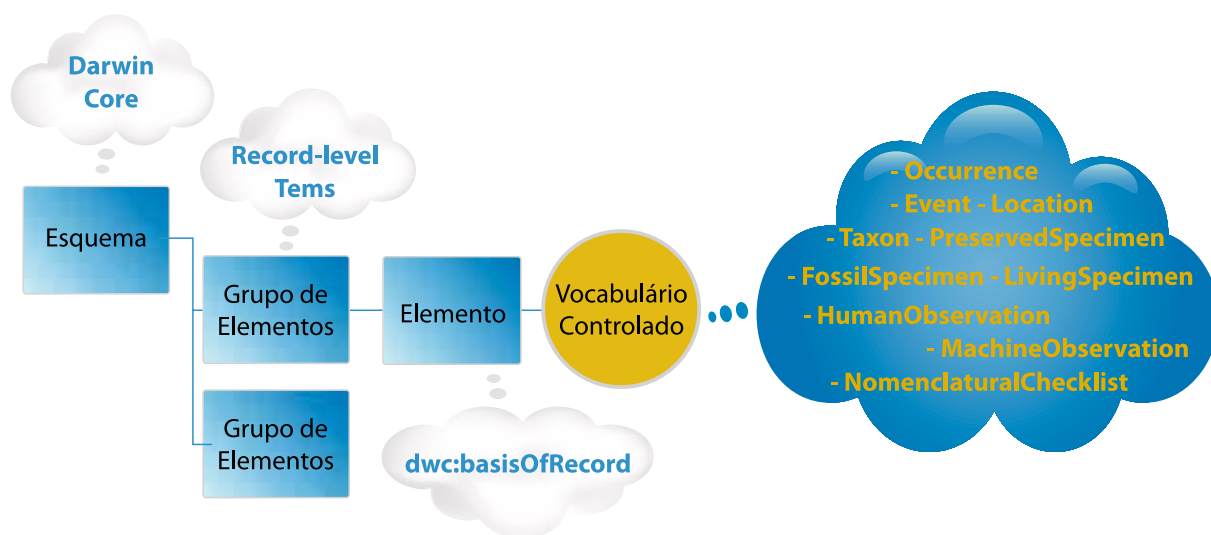 Darwin
Core
Record-level
Tems
Esquema
Grupo de
Elementos
Elemento
Vocabulário
Controlado
Grupo de
Elementos
dwc:basisOfRecord
- Occurrence
- Event - Location
- Taxon - PreservedSpecimen
- FossilSpecimen - LivingSpecimen
- HumanObservation
- MachineObservation
- NomenclaturalChecklist